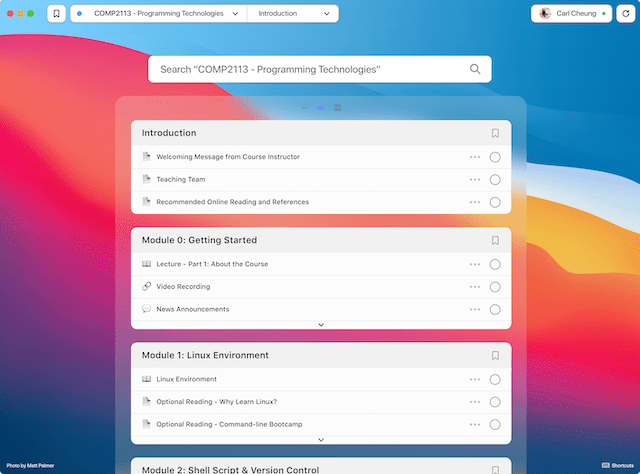 COMP2113 - Programming Technologies
Introduction
Carl Cheung
Search "COMP2113 - Programming Technologies"
Introduction
Welcoming Message from Course Instructor
Teaching Team
Recommended Online Reading and References
Module 0: Getting Started
Lecture - Part 1: About the Course
Video Recording
News Announcements
Module 1: Linux Environment
Linux Environment
Optional Reading - Why Learn Linux?
Optional Reading - Command-line Bootcamp
Module 2: Shell Script & Version Control
Photo by Matt Palmer
Shortcuts